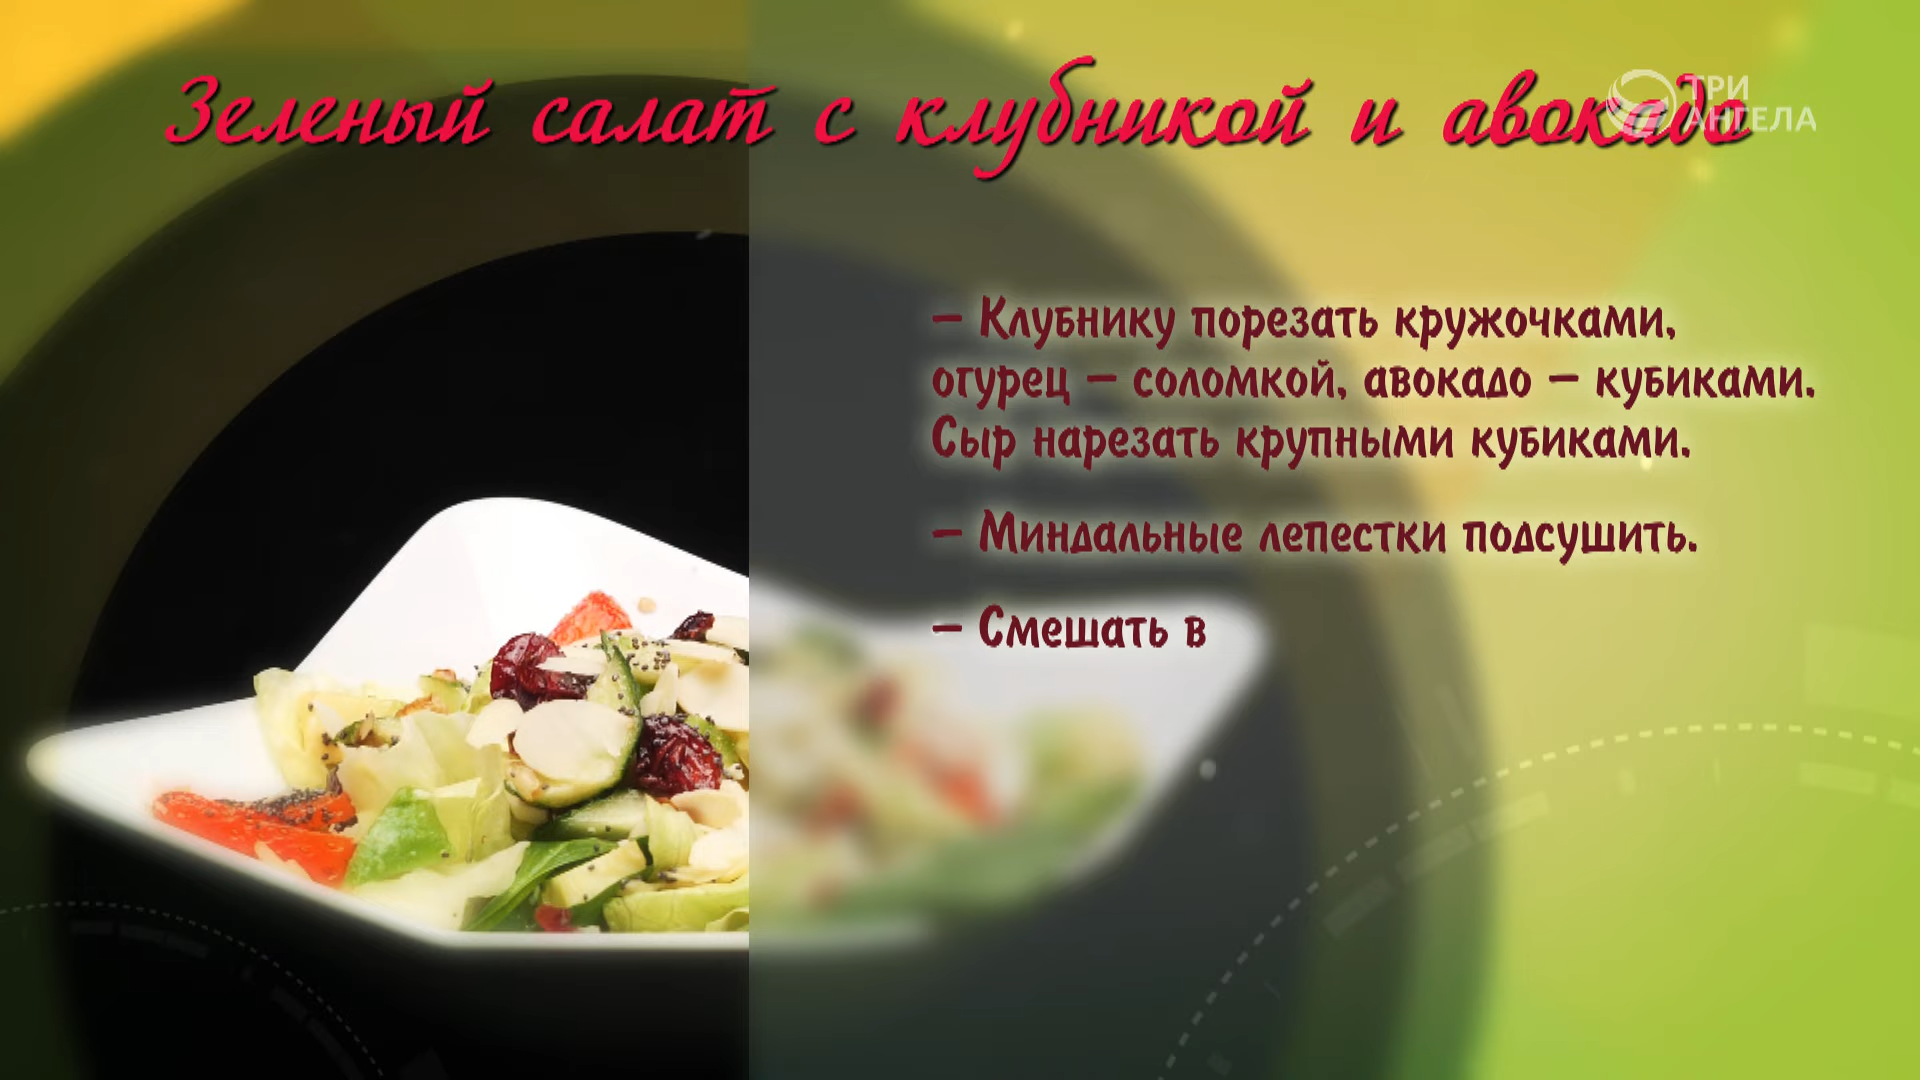 Зеленый салат с клубникой и авокадо
ТРИ
АНГЕЛА
– Клубнику порезать кружочками,
огурец – соломкой, авокадо – кубиками.
Сыр нарезать крупными кубиками.
– Миндальные лепестки подсушить.
– Смешать в